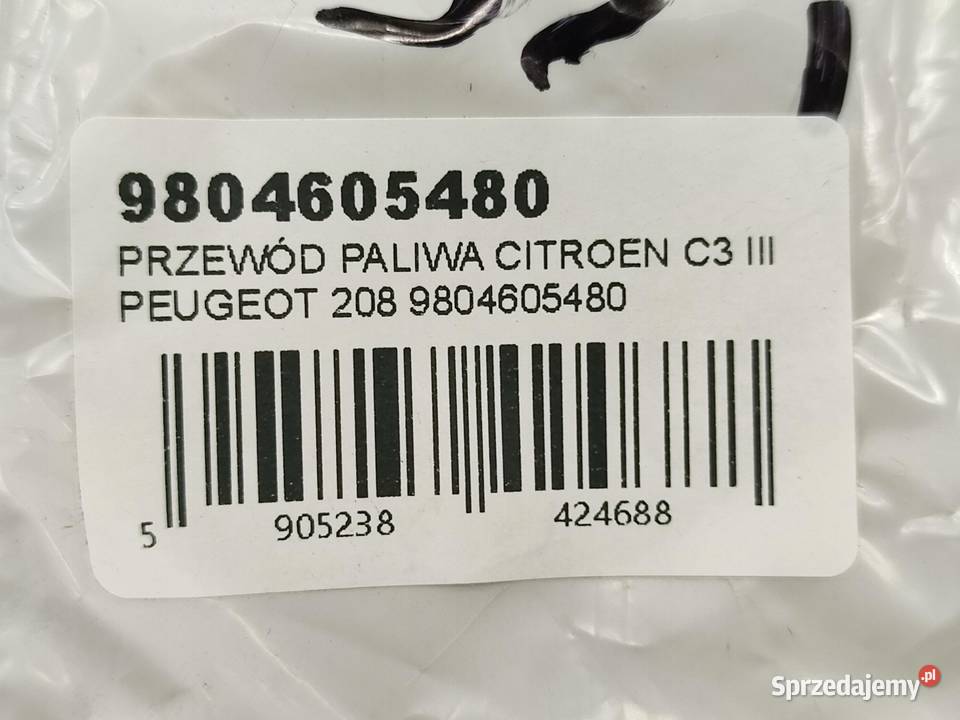 9804605480
PRZEWÓD PALIWA CITROEN C3 III
PEUGEOT 208 9804605480
5 905238 424688
Sprzedajemy.pl